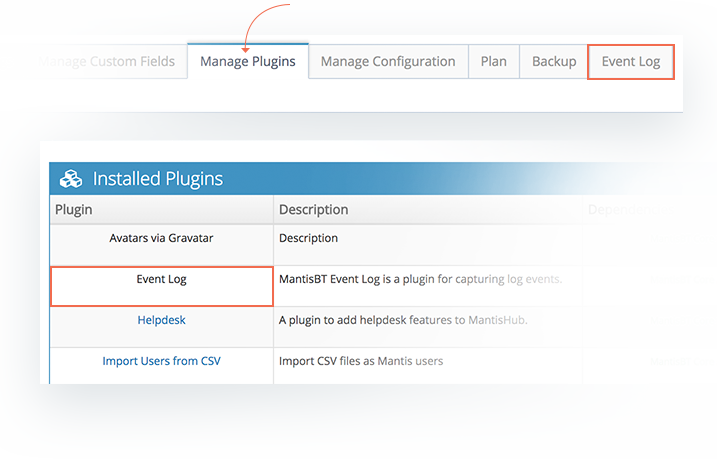 Manage Custom Fields Manage Plugins Manage Configuration Plan Backup Event Log
Installed Plugins
Plugin Description
Avatars via Gravatar Description
Event Log MantisBT Event Log is a plugin for capturing log events.
Helpdesk A plugin to add helpdesk features to MantisHub.
Import Users from CSV Import CSV files as Mantis users